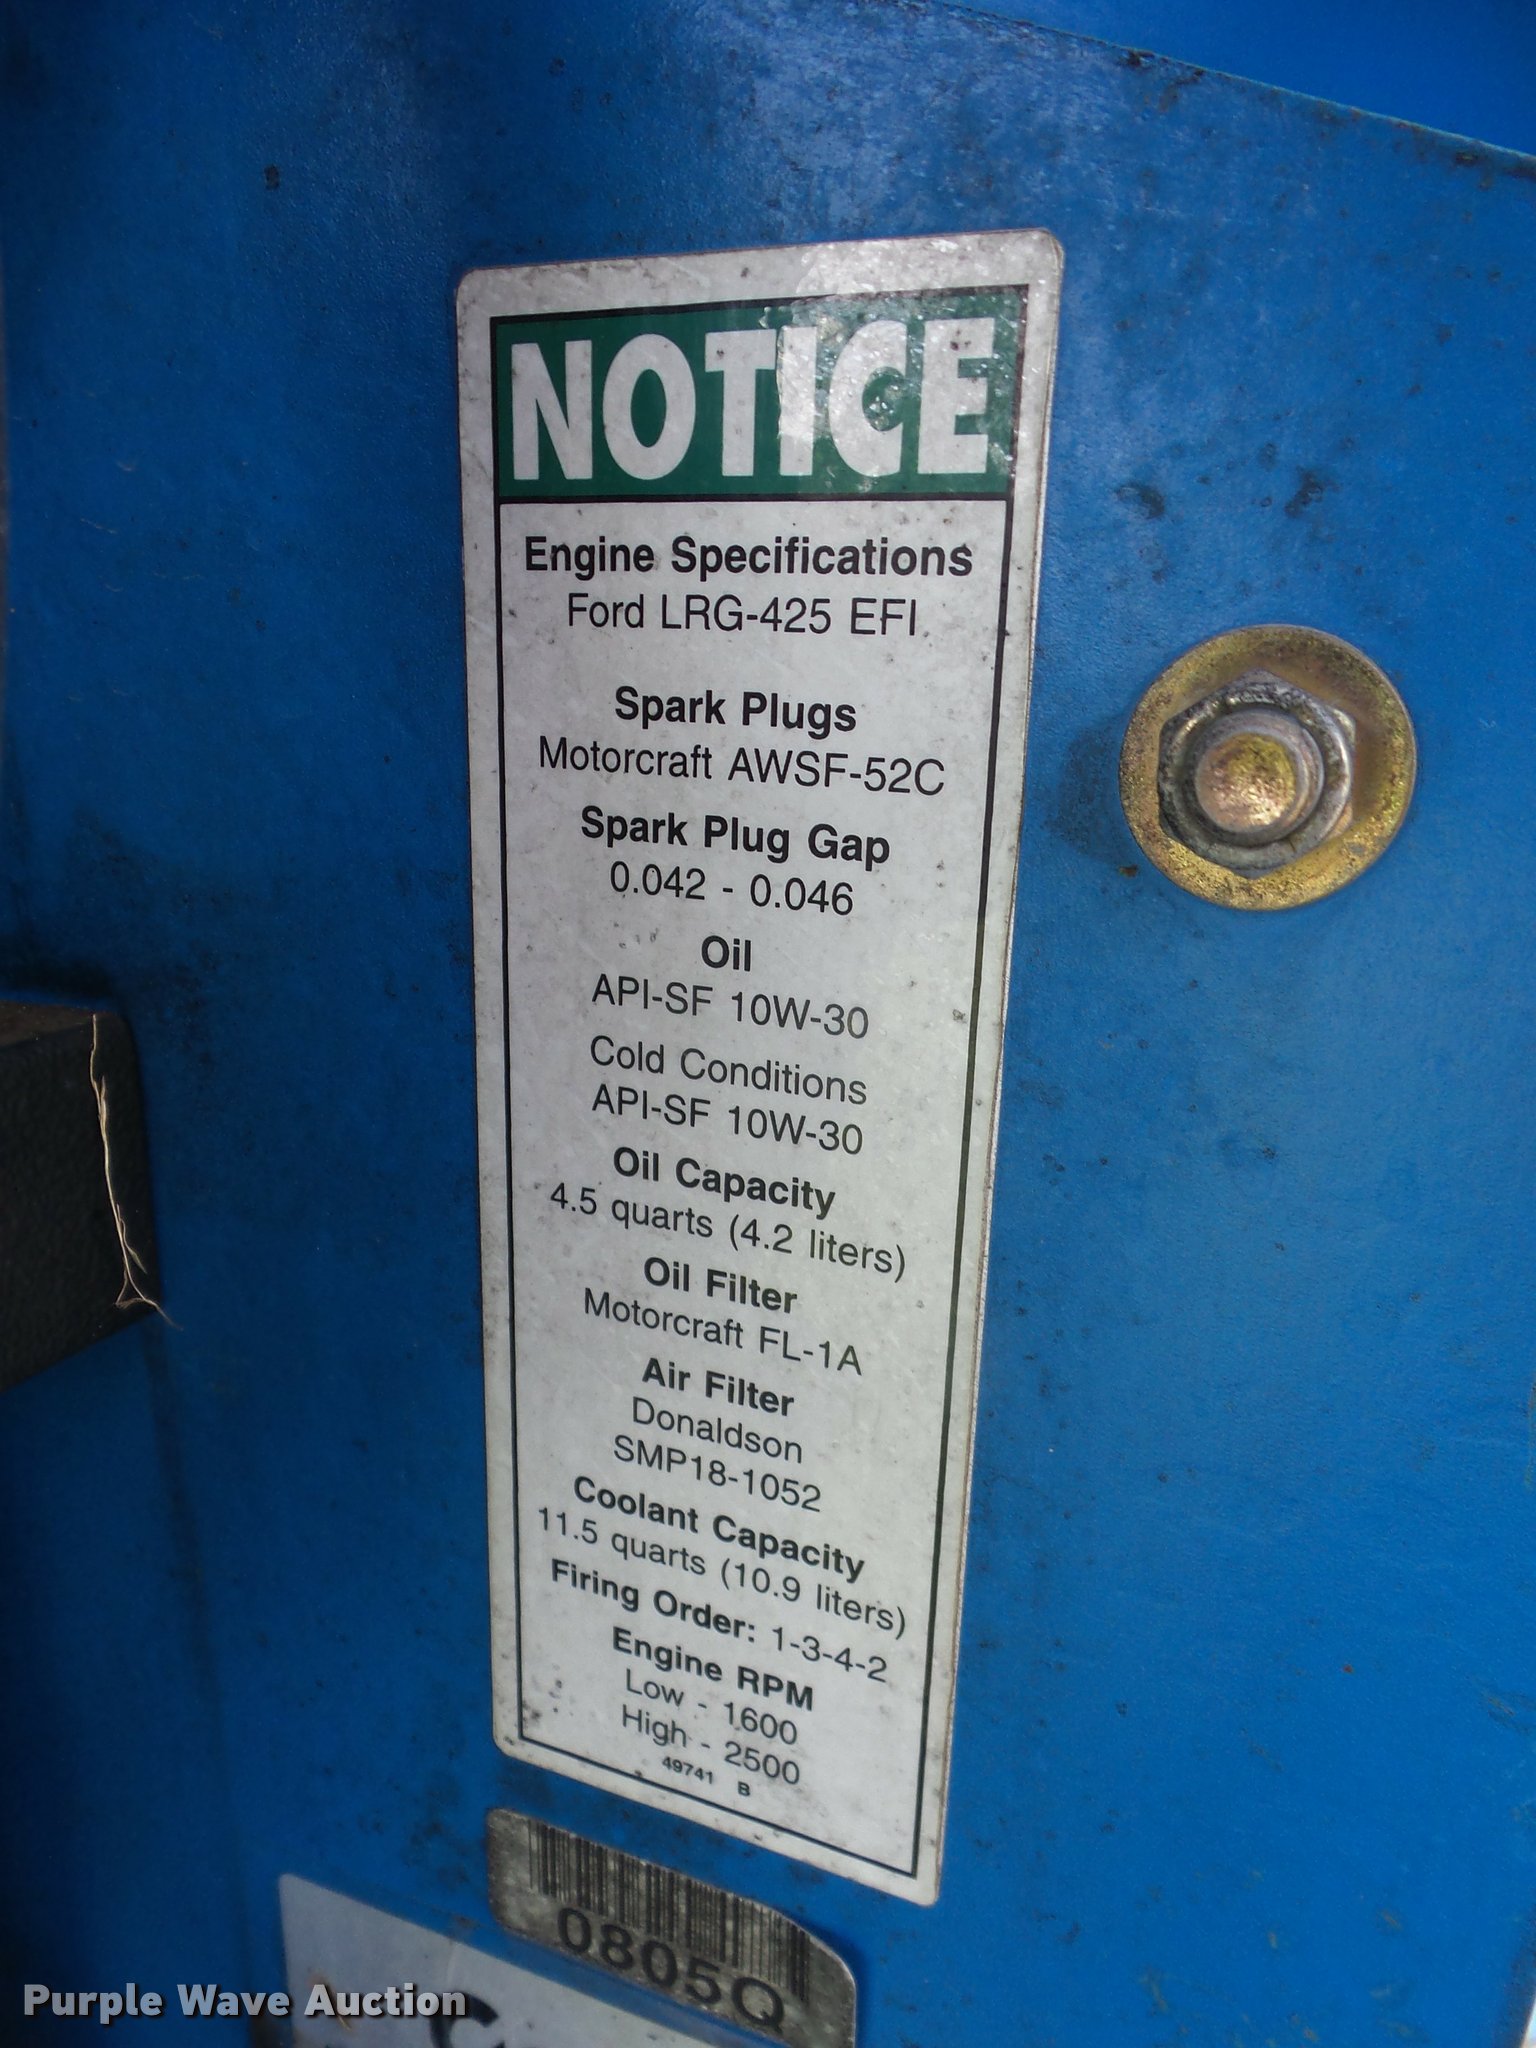 NOTICE
Engine Specifications
Ford LRG-425 EFI
Spark Plugs
Motorcraft AWSF-52C
Spark Plug Gap
0.042 - 0.046
Oil
API-SF 10W-30
Cold Conditions
API-SF 10W-30
Oil Capacity
4.5 quarts (4.2 liters)
Oil Filter
Motorcraft FL-1A
Air Filter
Donaldson
SMP18-1052
Coolant Capacity
11.5 quarts (10.9 liters)
Firing Order: 1-3-4-2
Engine RPM
Low - 1600
High - 2500
49741 B
0805Q
Purple Wave Auction